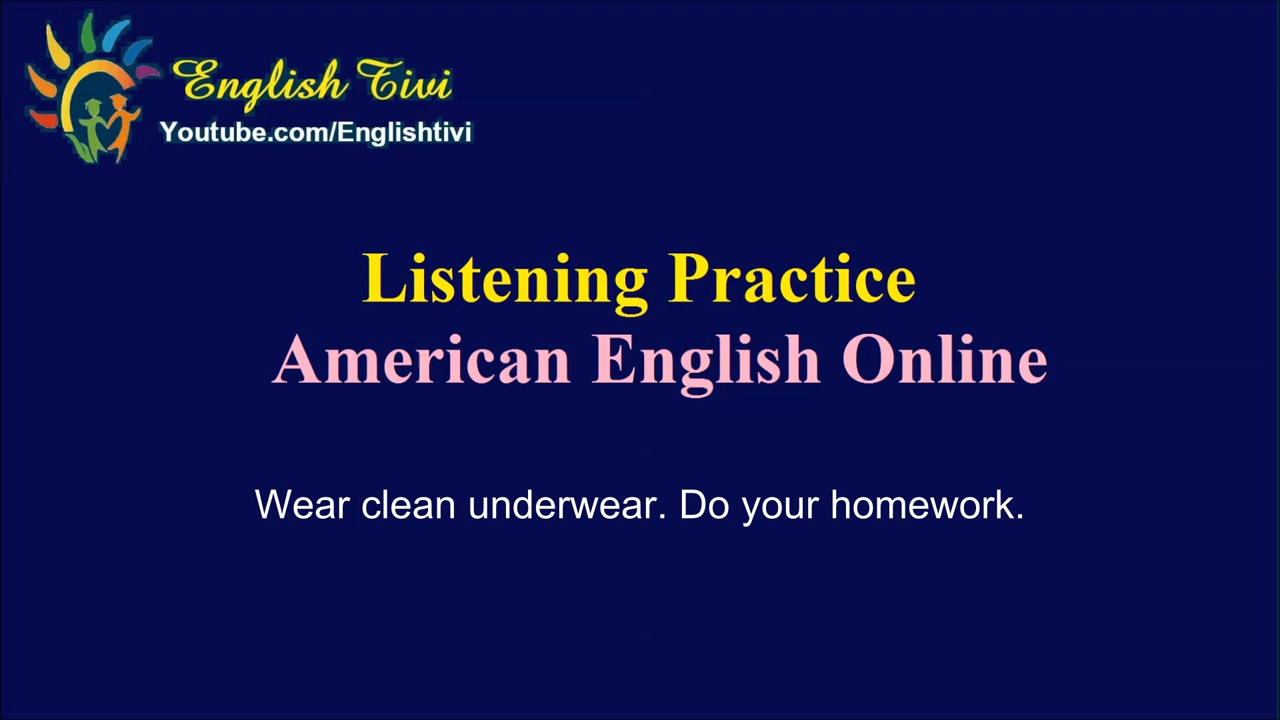 English Tivi
Youtube.com/Englishtivi
Listening Practice
American English Online
Wear clean underwear. Do your homework.